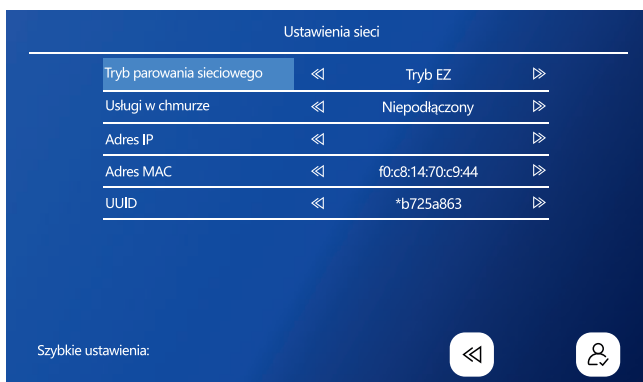 Ustawienia sieci
Tryb parowania sieciowego Tryb EZ
Usługi w chmurze Niepodłączony
Adres IP
Adres MAC f0:c8:14:70:c9:44
UUID *b725a863
Szybkie ustawienia: